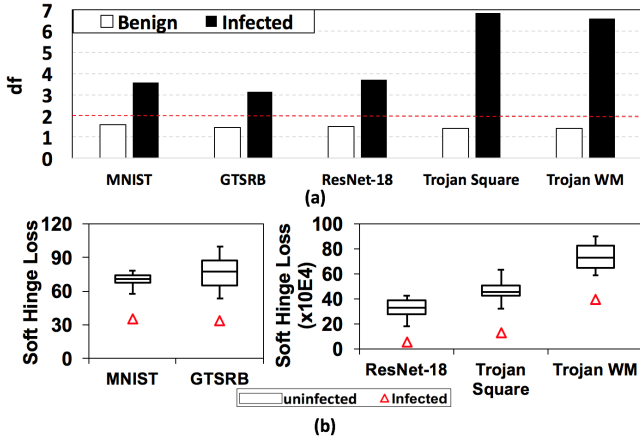 7
6
5
4
3
2
1
0
df
Benign Infected
MNIST GTSRB ResNet-18 Trojan Square Trojan WM
(a)
120
90
60
30
0
Soft Hinge Loss
MNIST GTSRB
100
80
60
40
20
0
Soft Hinge Loss
(x10E4)
ResNet-18 Trojan Square Trojan WM
uninfected Infected
(b)